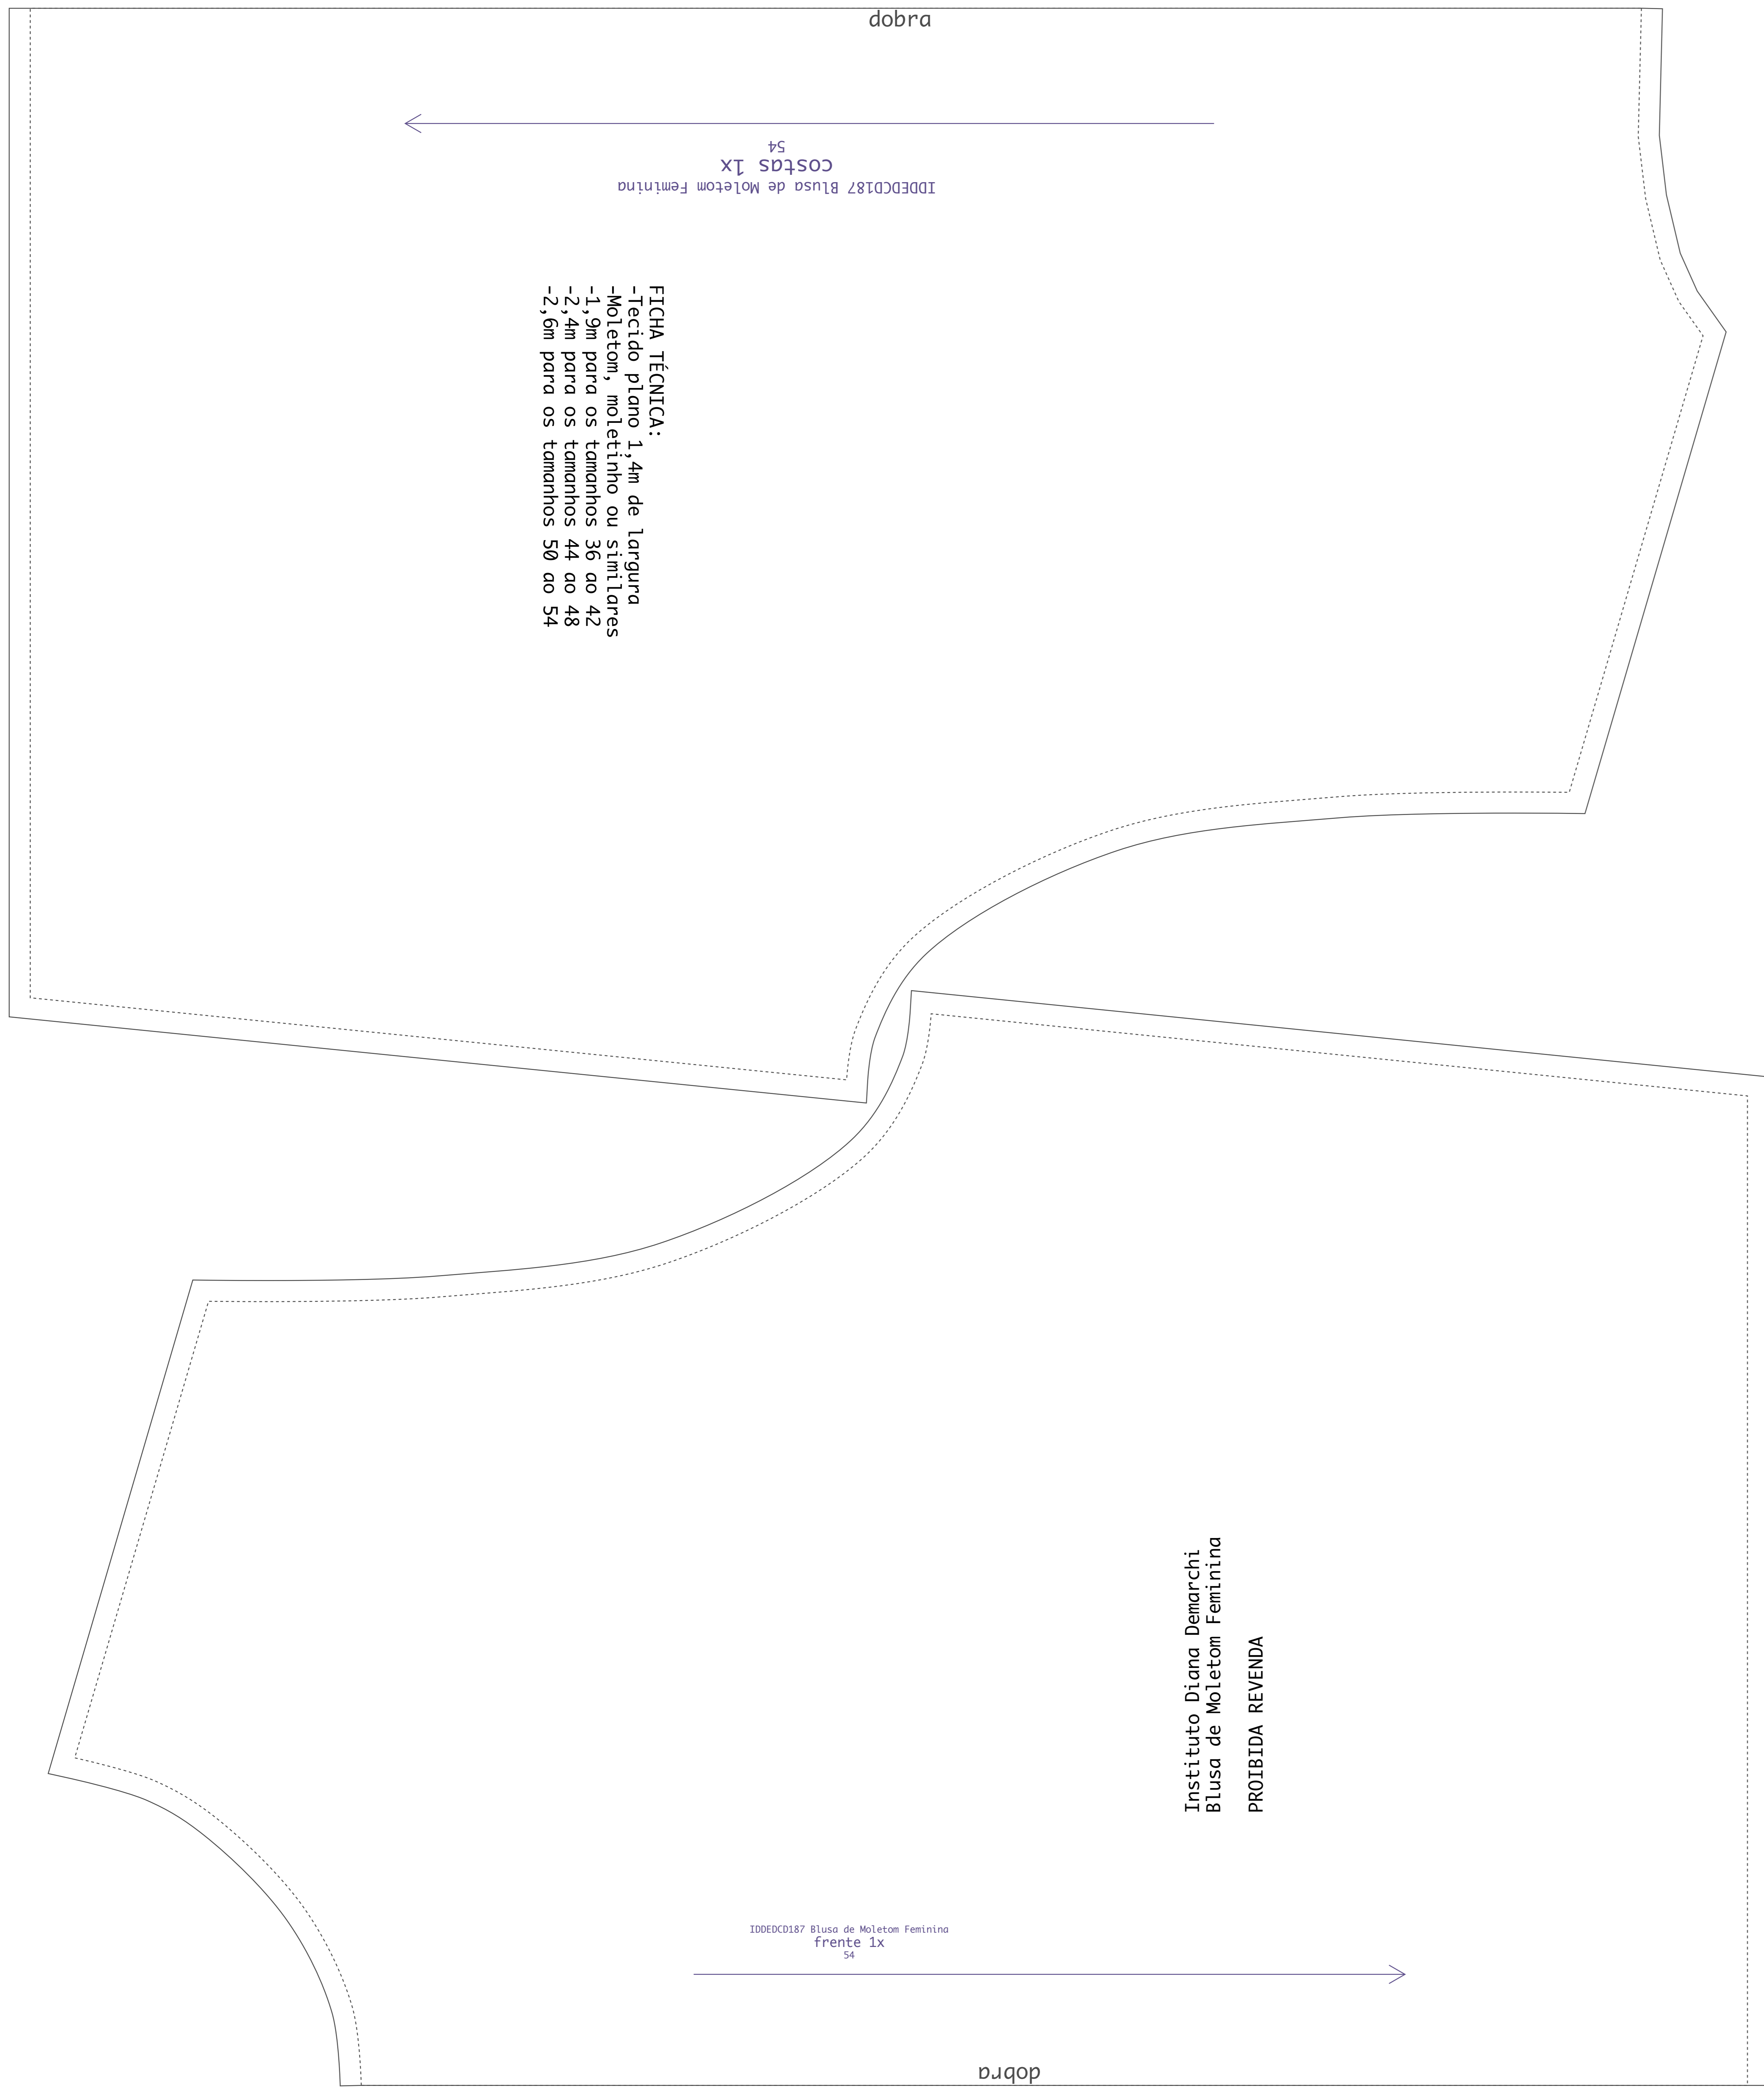 dobra
IDDEDCD187 Blusa de Moletom Feminina
costas 1x
54
FICHA TÉCNICA:
-Tecido plano 1,4m de largura
-Moletom, moletinho ou similares
-1,9m para os tamanhos 36 ao 42
-2,4m para os tamanhos 44 ao 48
-2,6m para os tamanhos 50 ao 54
Instituto Diana Demarchi
Blusa de Moletom Feminina
PROIBIDA REVENDA
IDDEDCD187 Blusa de Moletom Feminina
frente 1x
54
dobra